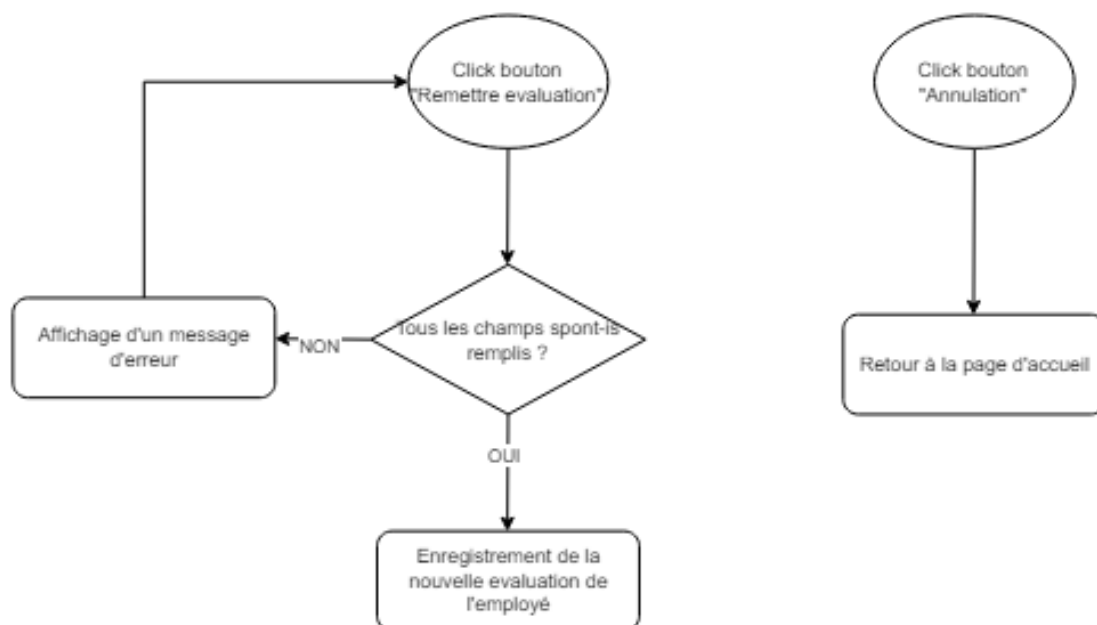 Click bouton
"Remettre evaluation"
Click bouton
"Annulation"
Affichage d'un message
d'erreur
NON
Tous les champs spont-is
remplis ?
Retour à la page d'accueil
OUI
Enregistrement de la
nouvelle evaluation de
l'employé